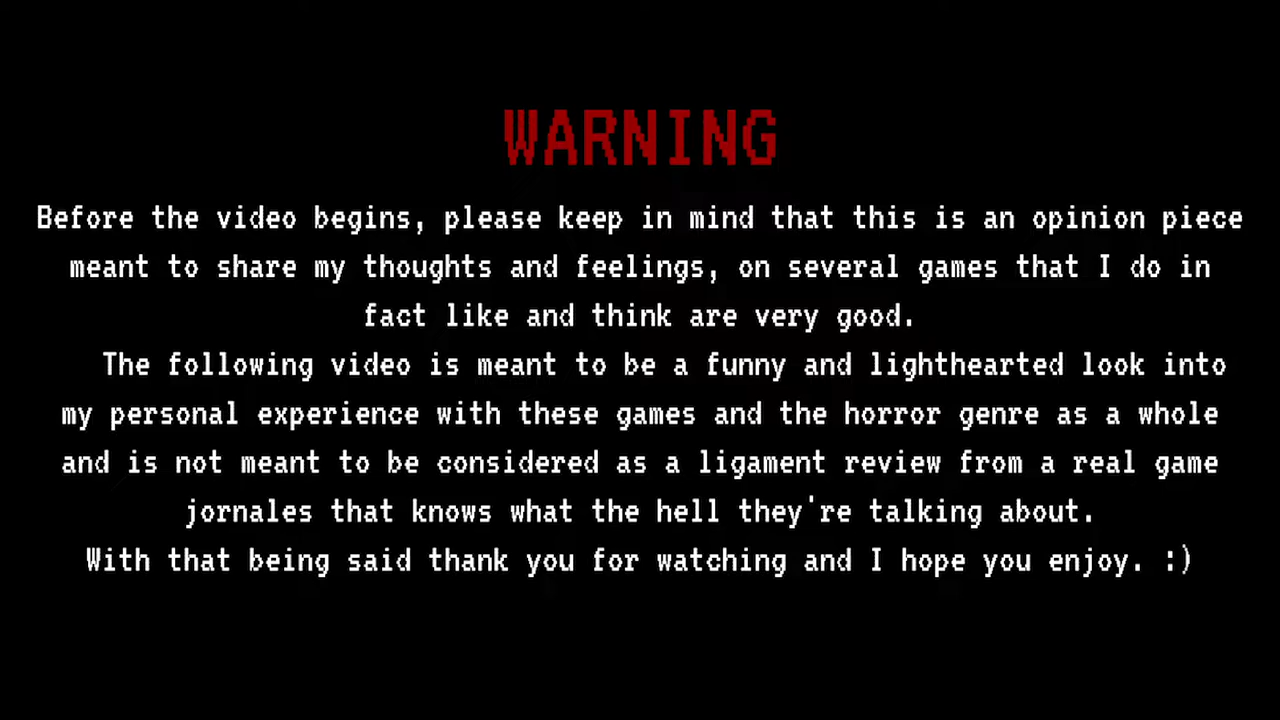 WARNING
Before the video begins, please keep in mind that this is an opinion piece
meant to share my thoughts and feelings, on several games that I do in
fact like and think are very good.
The following video is meant to be a funny and lighthearted look into
my personal experience with these games and the horror genre as a whole
and is not meant to be considered as a ligament review from a real game
jornales that knows what the hell they're talking about.
With that being said thank you for watching and I hope you enjoy. :)